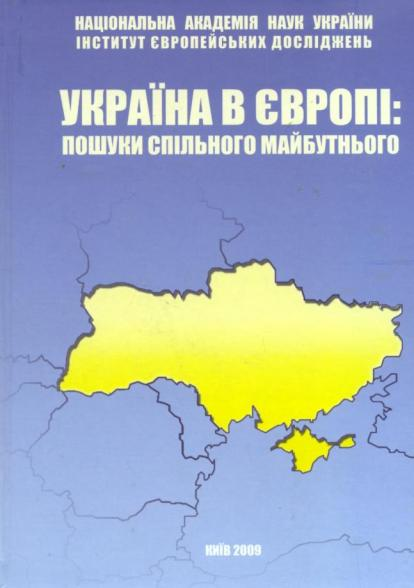 НАЦІОНАЛЬНА АКАДЕМІЯ НАУК УКРАЇНИ
ІНСТИТУТ ЄВРОПЕЙСЬКИХ ДОСЛІДЖЕНЬ
УКРАЇНА В ЄВРОПІ:
ПОШУКИ СПІЛЬНОГО МАЙБУТНЬОГО
КИЇВ 2009